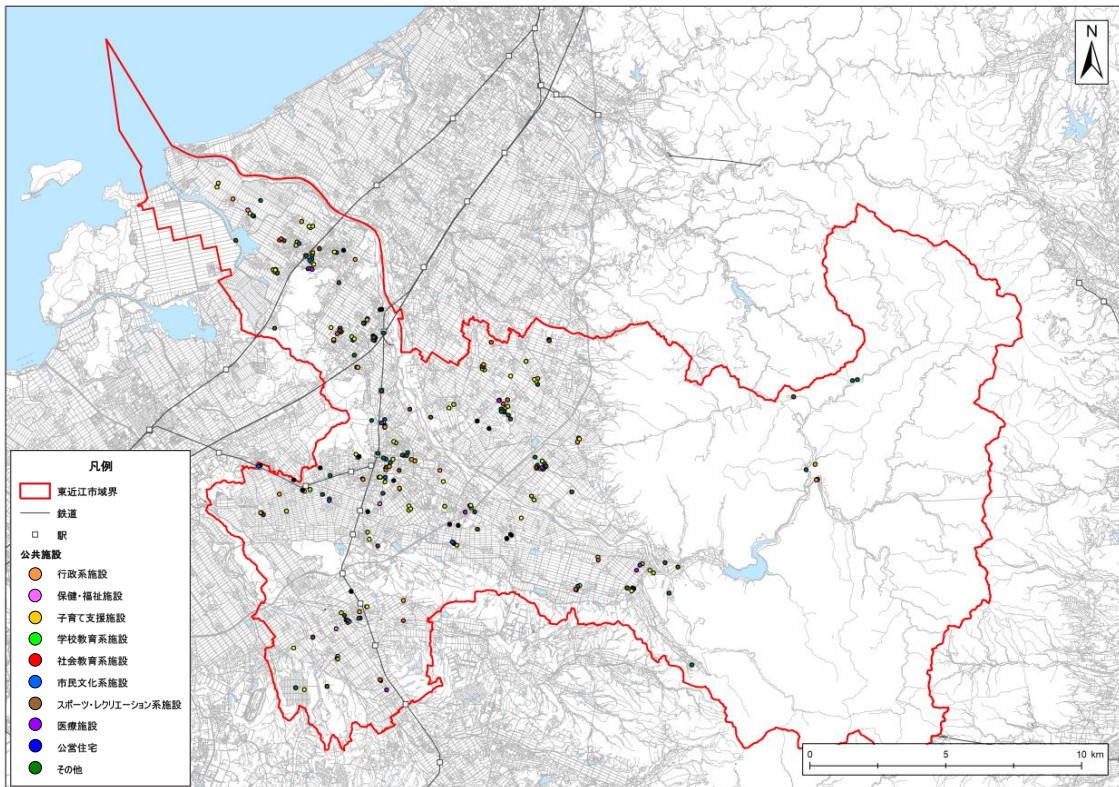 N
凡例
東近江市域界
鉄道
駅
公共施設
行政系施設
保健・福祉施設
子育て支援施設
学校教育系施設
社会教育系施設
市民文化系施設
スポーツ・レクリエーション系施設
医療施設
公営住宅
その他
0 5 10 km